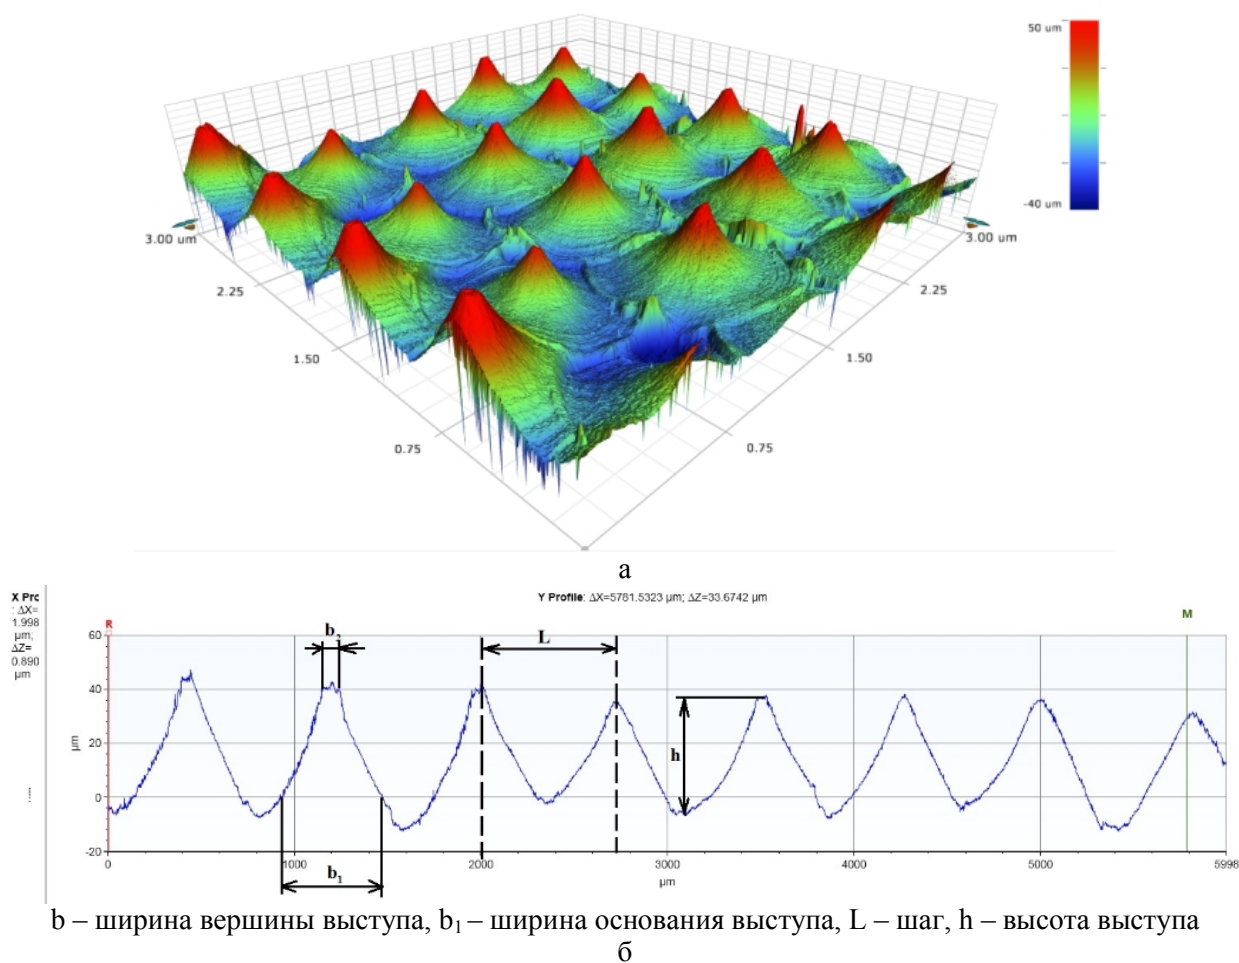 50 um
-40 um
3.00 um
3.00 um
2.25
2.25
1.50
1.50
0.75
0.75
а
X Prc
: ΔX=
1.998
µm;
ΔZ=
0.890
µm
Y Profile: ΔX=5781.5323 µm; ΔZ=33.6742 µm
R
M
b₂
L
h
b₁
60
40
20
0
-20
µm
0
1000
2000
3000
4000
5000
5998
µm
b – ширина вершины выступа, b₁ – ширина основания выступа, L – шаг, h – высота выступа
б